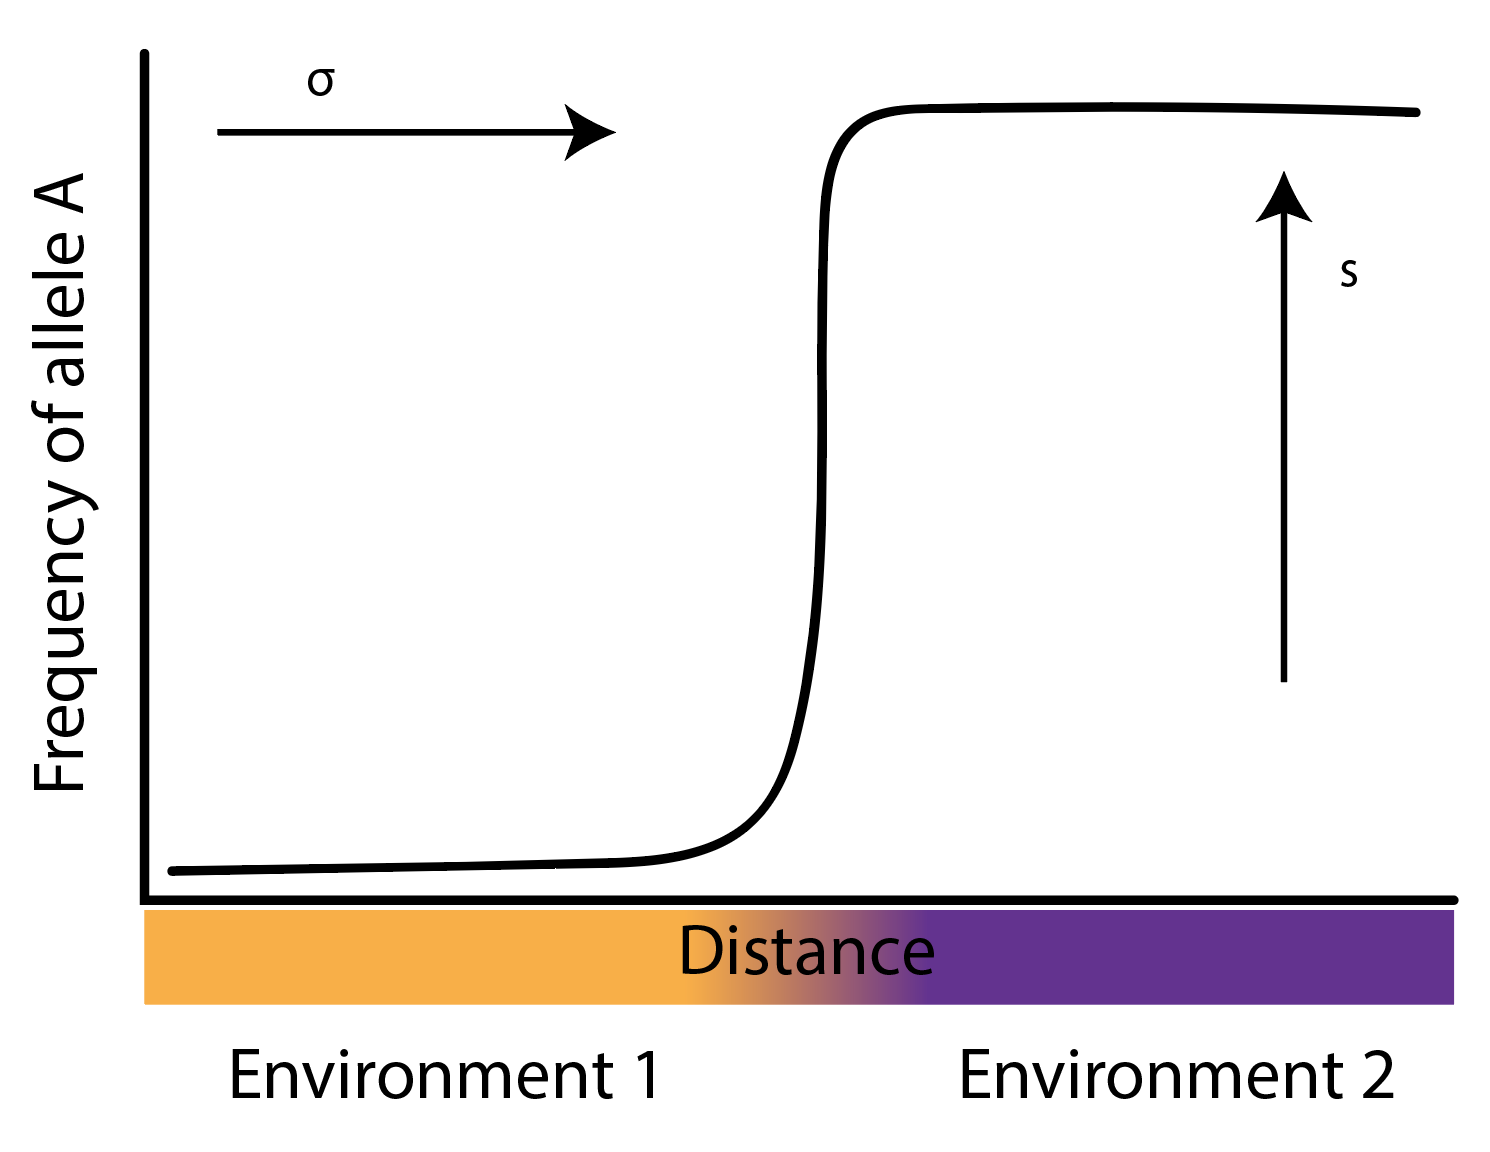 σ
s
Frequency of allele A
Distance
Environment 1
Environment 2